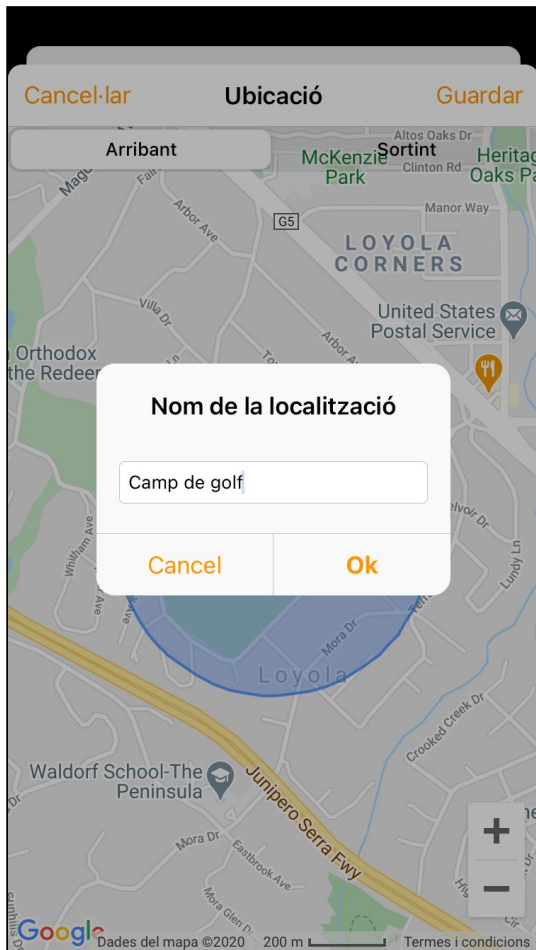 Cancel·lar Ubicació Guardar
Arribant Sortint
Altos Oaks Dr
McKenzie
Park
Clinton Rd
Heritag
Oaks Pa
Arbor Ave
G5
Manor Way
LOYOLA
CORNERS
Villa Dr
United States
Postal Service
Orthodox
the Redeer
Nom de la localització
Camp de golf
Cancel Ok
Whitham Ave
Lundy Ln
Mora Dr
Loyola
Crooked Creek Dr
Waldorf School-The
Peninsula
Junipero Serra Fwy
+
Mora Dr
Eastbrook Ave
−
Mora Glen D
Google
Dades del mapa ©2020 200 m Termes i condicions